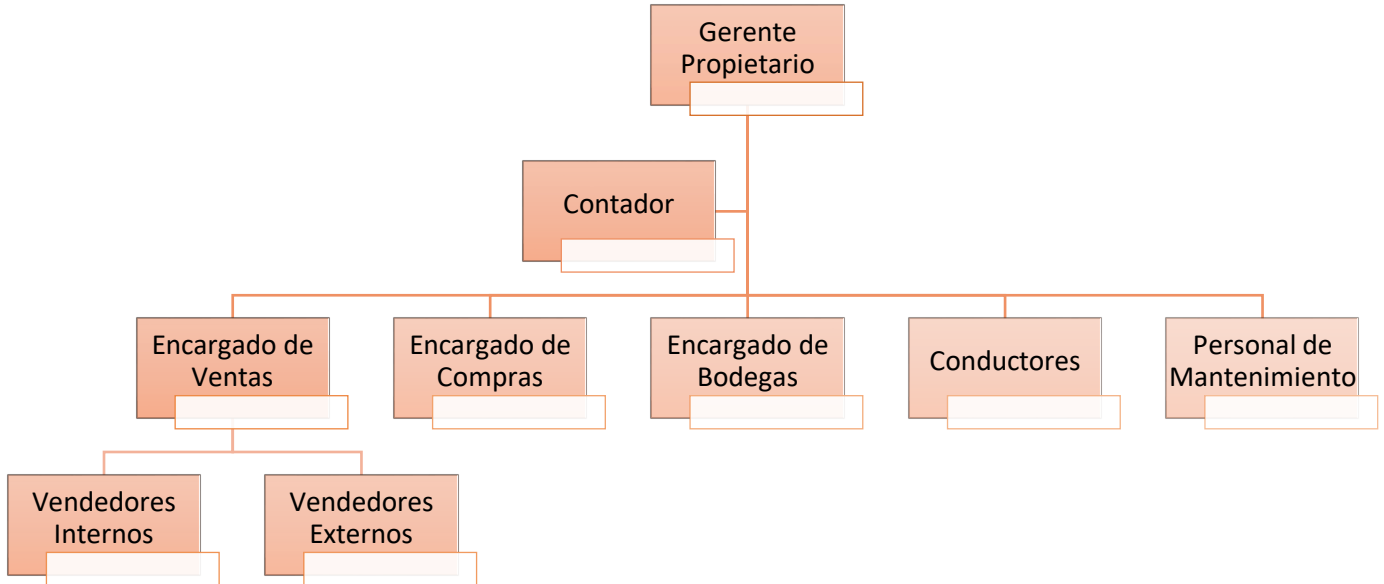 Gerente
Propietario
Contador
Encargado de
Ventas
Encargado de
Compras
Encargado de
Bodegas
Conductores
Personal de
Mantenimiento
Vendedores
Internos
Vendedores
Externos